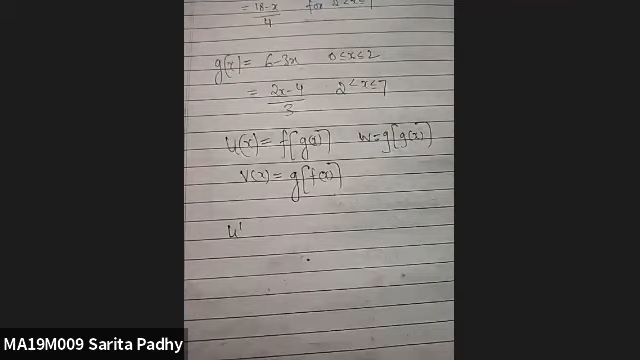 = 18-x/4 for
g(x) = 6-3x 0≤x≤2
= 2x-4/3 2<x≤7
u(x) = f[g(x)] w=g[g(x)]
v(x) = g[f(x)]
u'
MA19M009 Sarita Padhy